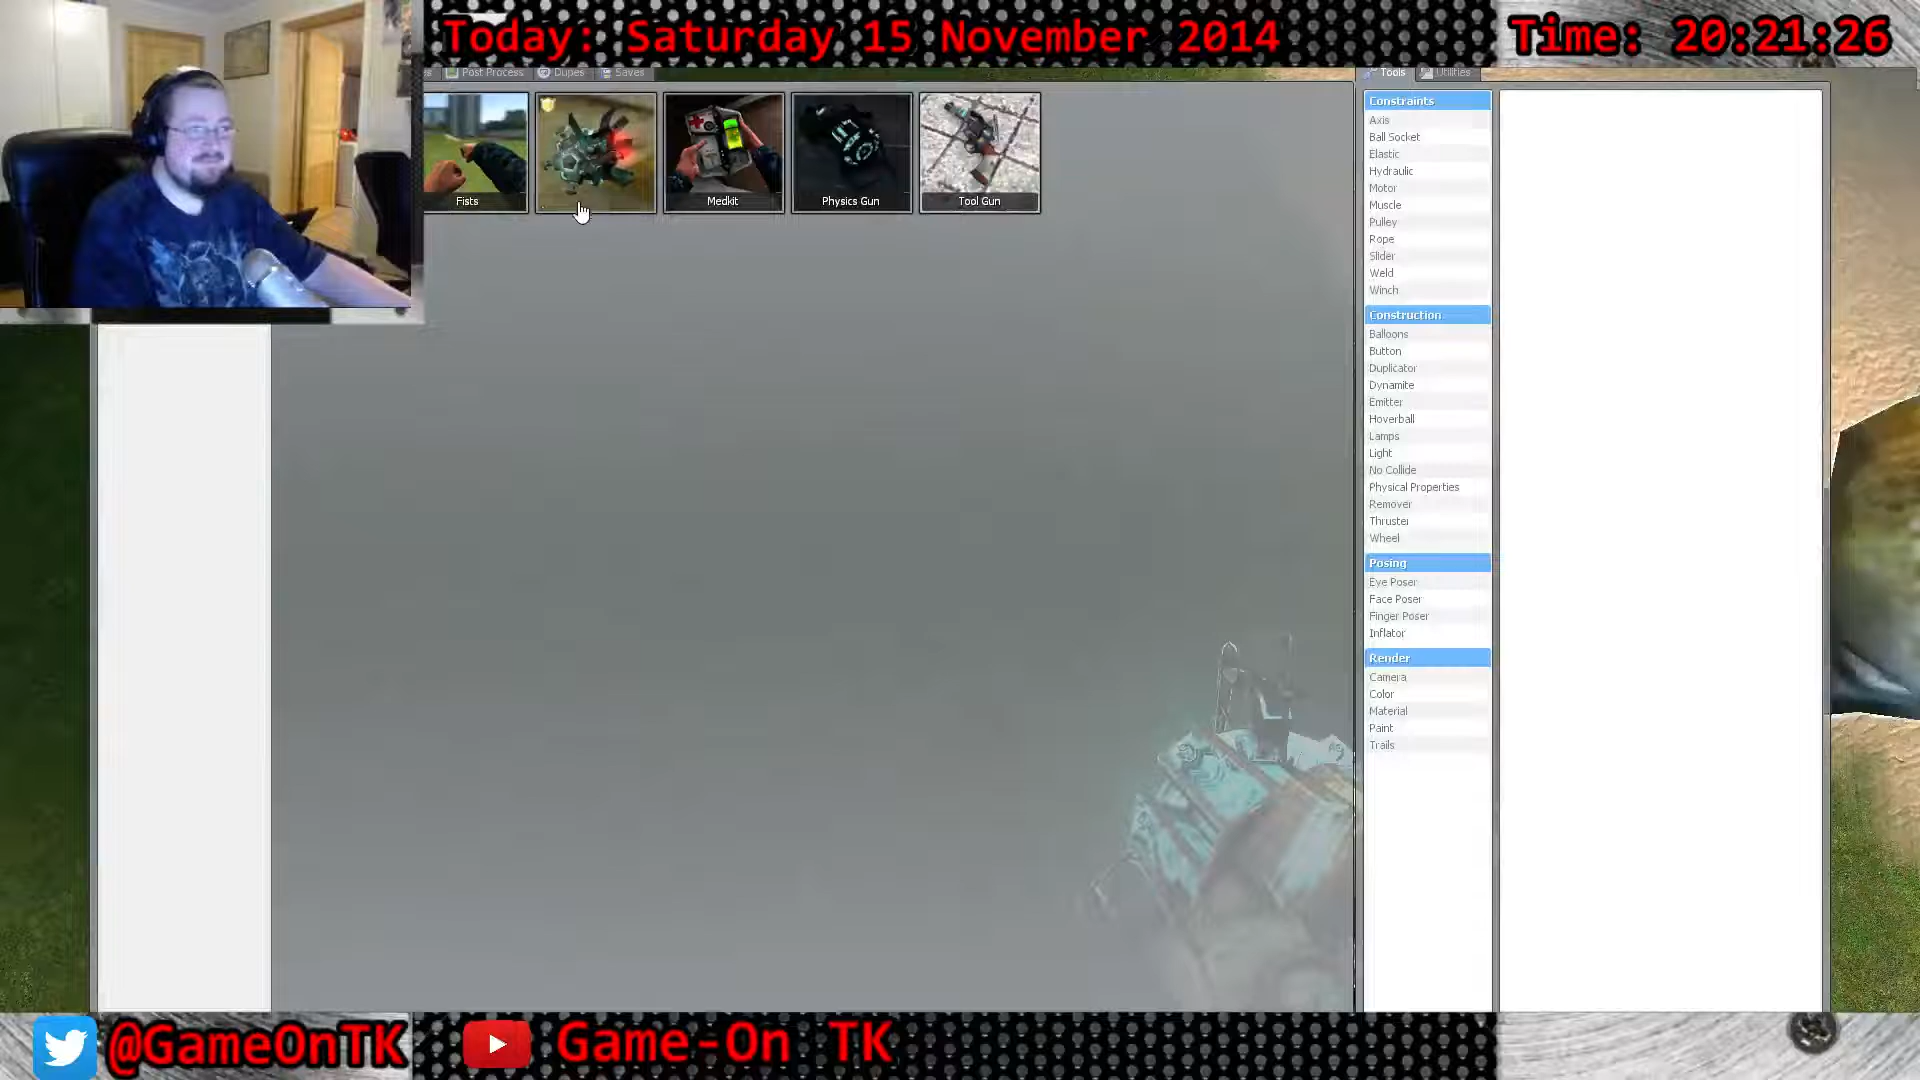 Today: Saturday 15 November 2014
Time: 20:21:26
Post Process
Dupes
Saves
Tools
Utilities
Fists
Medkit
Physics Gun
Tool Gun
Constraints
Axis
Ball Socket
Elastic
Hydraulic
Motor
Muscle
Pulley
Rope
Slider
Weld
Winch
Construction
Balloons
Button
Duplicator
Dynamite
Emitter
Hoverball
Lamps
Light
No Collide
Physical Properties
Remover
Thruster
Wheel
Posing
Eye Poser
Face Poser
Finger Poser
Inflator
Render
Camera
Color
Material
Paint
Trails
@GameOnTK
Game-On TK